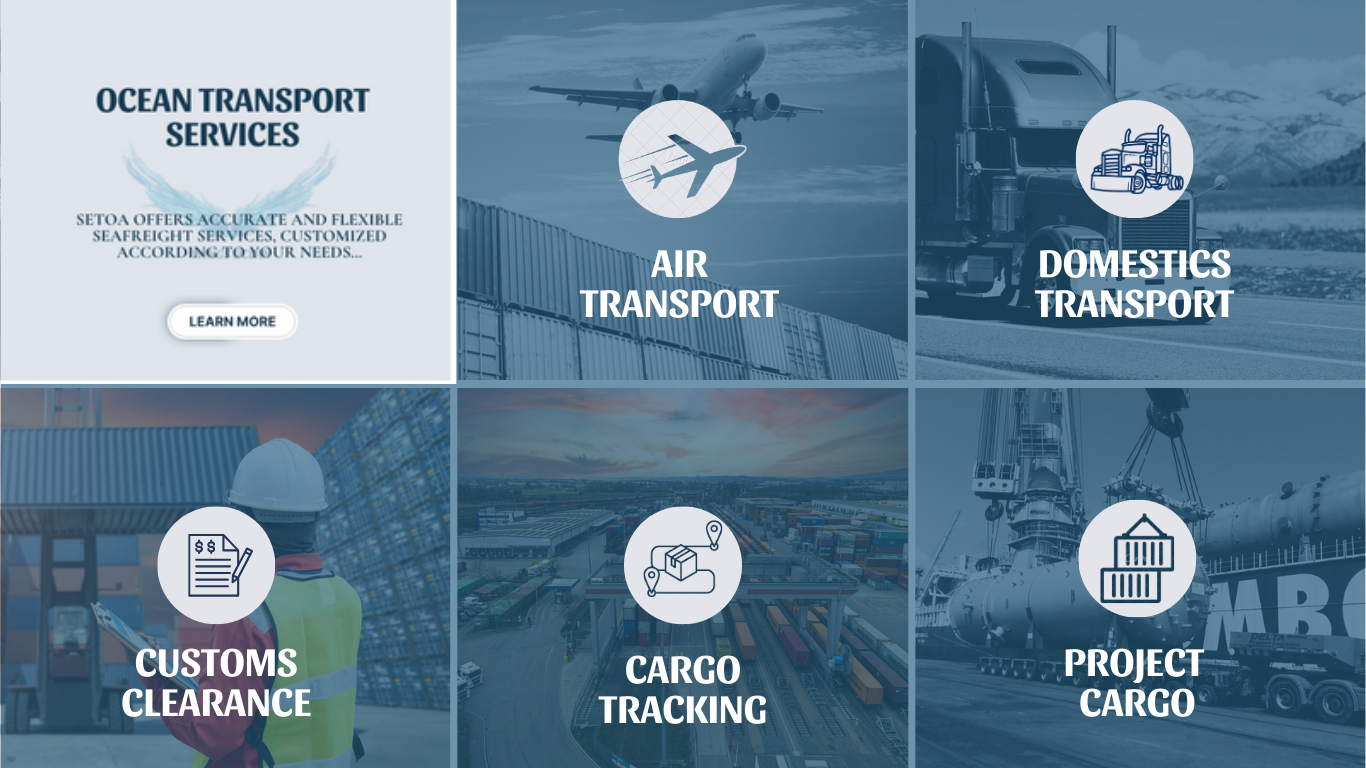 OCEAN TRANSPORT
SERVICES
SETOA OFFERS ACCURATE AND FLEXIBLE
SEAFREIGHT SERVICES, CUSTOMIZED
ACCORDING TO YOUR NEEDS...
LEARN MORE
AIR
TRANSPORT
DOMESTICS
TRANSPORT
$$
CUSTOMS
CLEARANCE
CARGO
TRACKING
MBC
PROJECT
CARGO